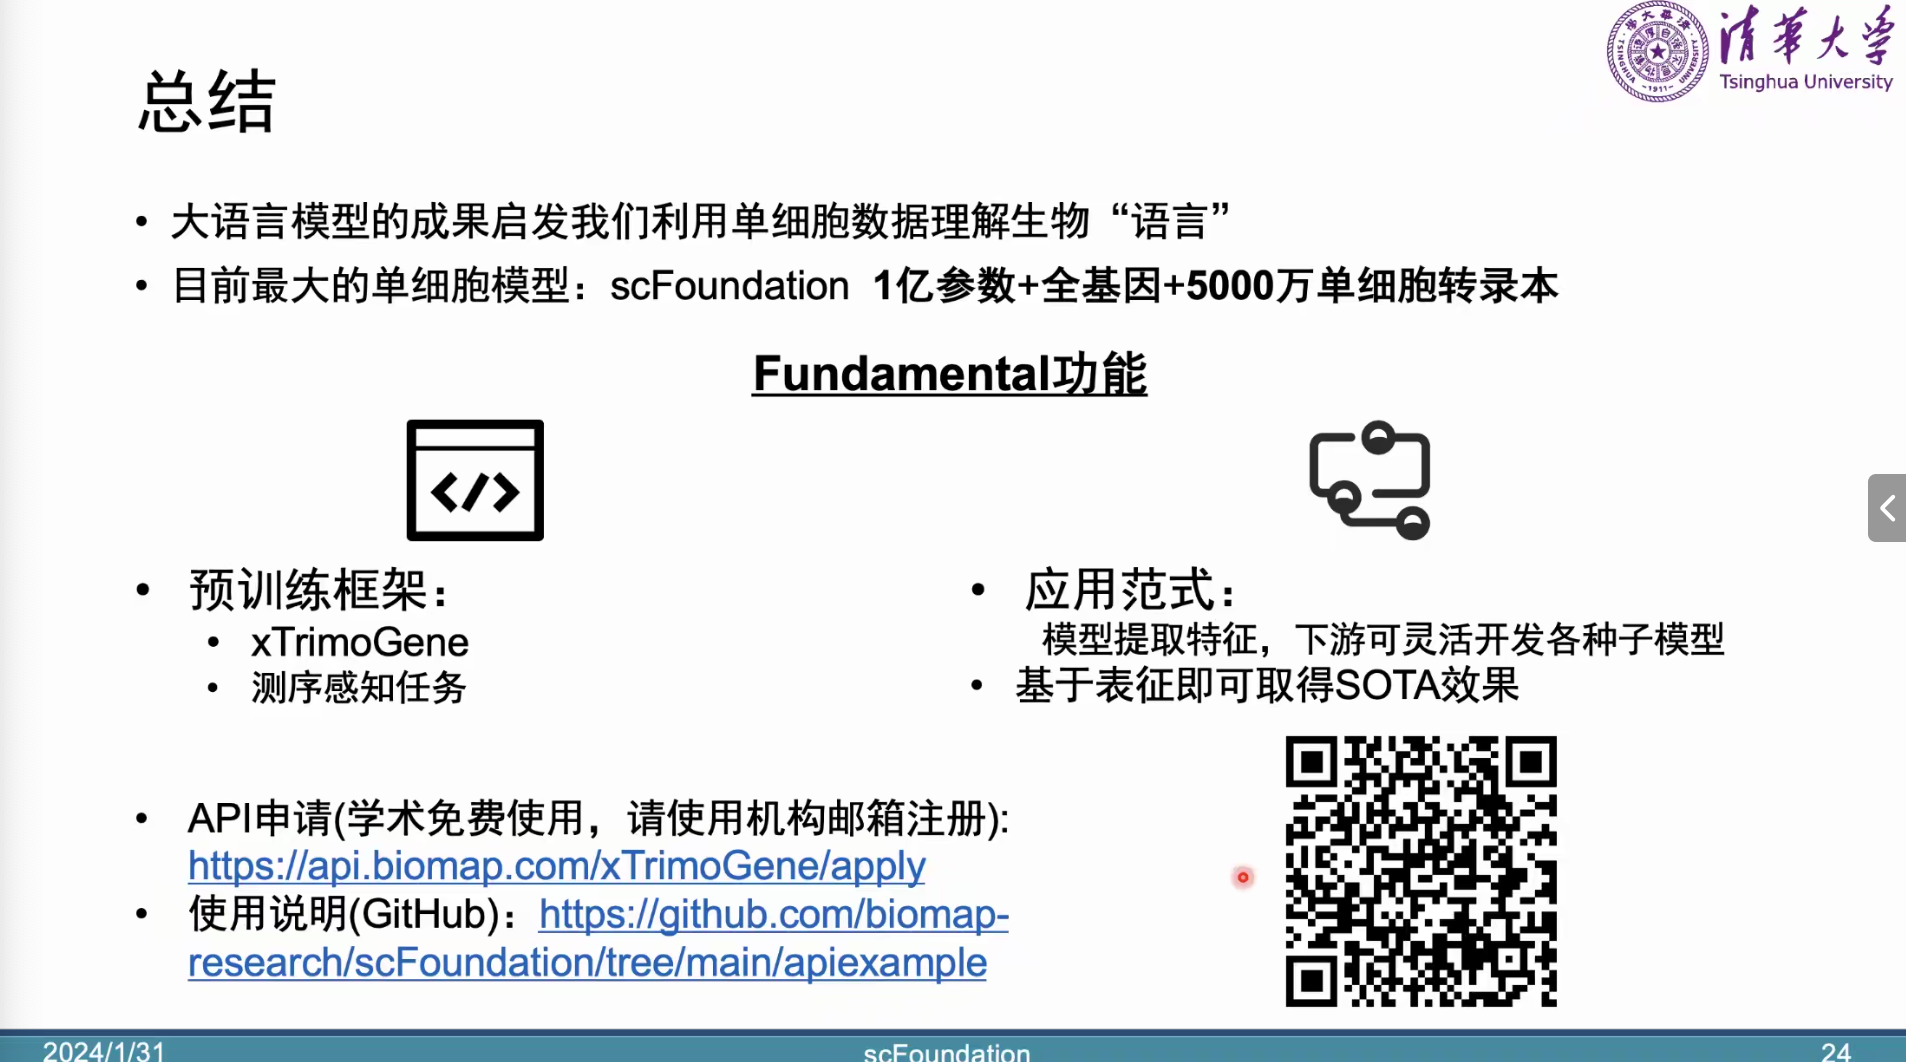 清华大学
Tsinghua University
总结
• 大语言模型的成果启发我们利用单细胞数据理解生物“语言”
• 目前最大的单细胞模型：scFoundation 1亿参数+全基因+5000万单细胞转录本
Fundamental功能
</>
• 预训练框架：
• xTrimoGene
• 测序感知任务
• 应用范式：
模型提取特征，下游可灵活开发各种子模型
• 基于表征即可取得SOTA效果
• API申请(学术免费使用，请使用机构邮箱注册):
https://api.biomap.com/xTrimoGene/apply
• 使用说明(GitHub)：https://github.com/biomap-
research/scFoundation/tree/main/apiexample
2024/1/31
scFoundation
24